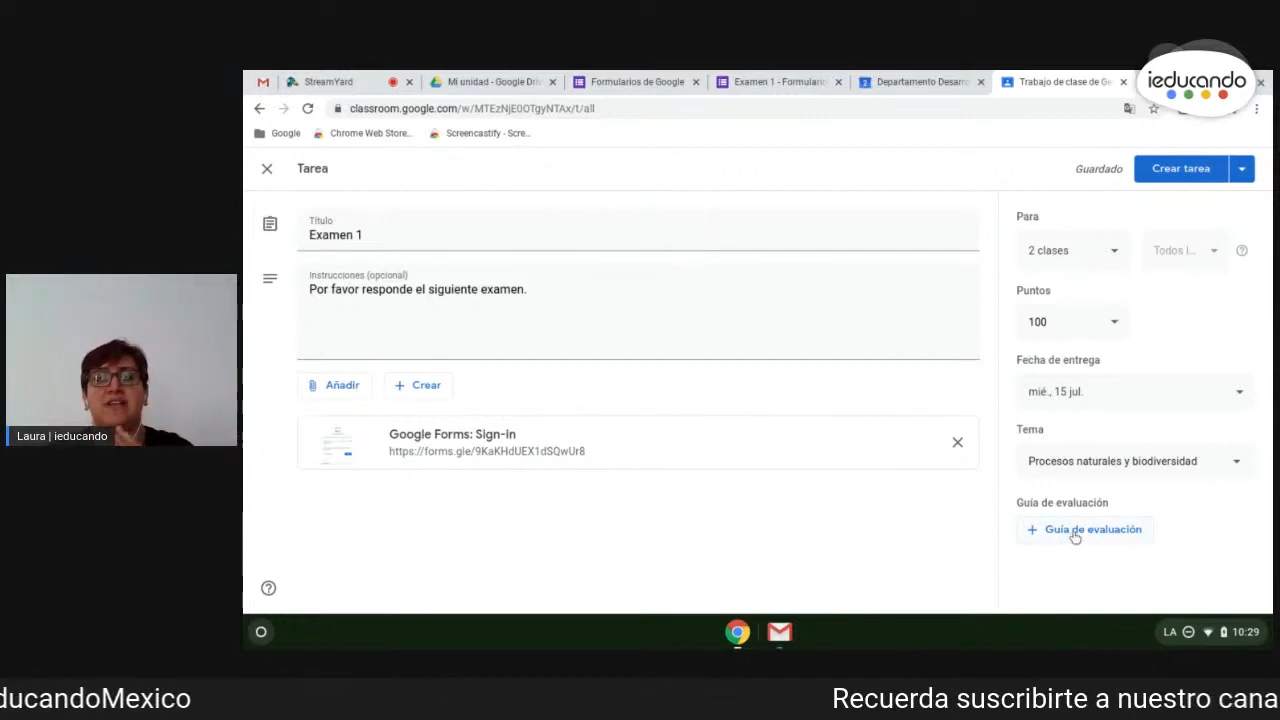 ieducando
StreamYard
Mi unidad - Google Driv
Formularios de Google
Examen 1 - Formulario
Departamento Desarro
Trabajo de clase de Ge
classroom.google.com/w/MTEzNjE0OTgyNTAx/t/all
Google
Chrome Web Store...
Screencastify - Scre...
Tarea
Guardado
Crear tarea
Título
Examen 1
Instrucciones (opcional)
Por favor responde el siguiente examen.
Añadir
Crear
Google Forms: Sign-in
https://forms.gle/9KaKHdUEX1dSQwUr8
Para
2 clases
Todos l...
Puntos
100
Fecha de entrega
mié., 15 jul.
Tema
Procesos naturales y biodiversidad
Guía de evaluación
Guía de evaluación
Laura | ieducando
LA
10:29
ducandoMexico
Recuerda suscribirte a nuestro cana